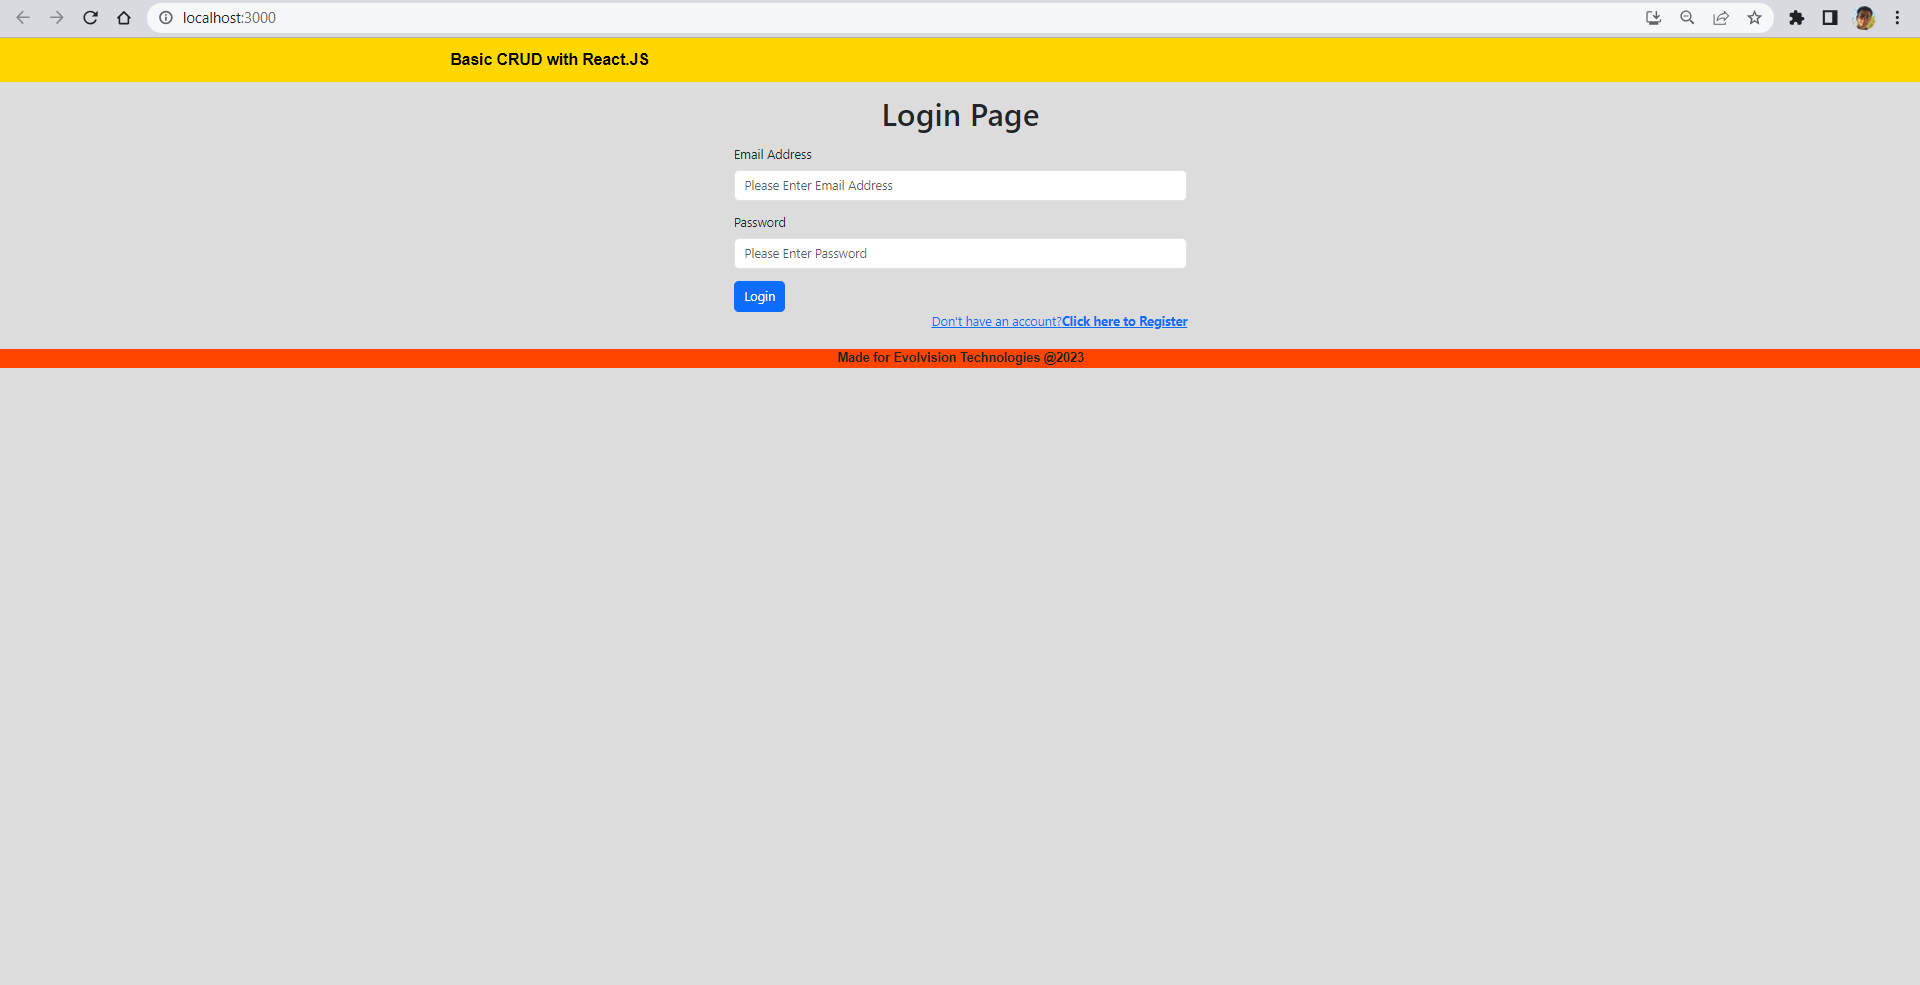 localhost:3000
Basic CRUD with React.JS
Login Page
Email Address
Please Enter Email Address
Password
Please Enter Password
Login
Don't have an account?Click here to Register
Made for Evolvision Technologies @2023